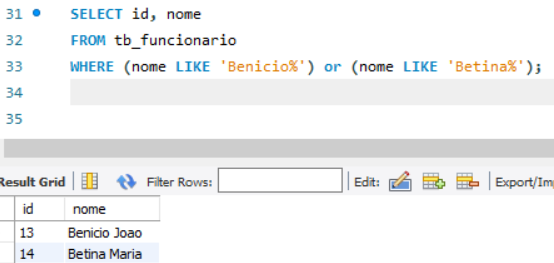 31 SELECT id, nome
32 FROM tb_funcionario
33 WHERE (nome LIKE 'Benicio%') or (nome LIKE 'Betina%');
34
35
Result Grid Filter Rows: Edit: Export/Im
id nome
13 Benicio Joao
14 Betina Maria